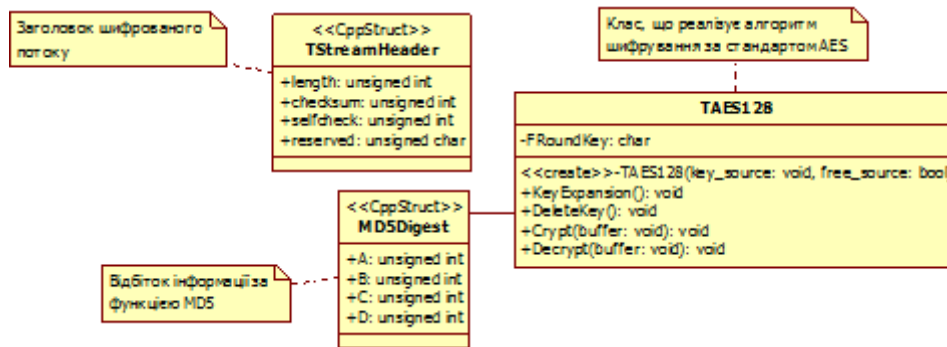 Заголовок шифрованого
потоку
<<CppStruct>>
TStreamHeader
+length: unsigned int
+checksum: unsigned int
+selfcheck: unsigned int
+reserved: unsigned char
Клас, що реалізує алгоритм
шифрування за стандартом AES
TAES128
-FRoundKey: char
<<create>>-TAES128(key_source: void, free_source: bool
+KeyExpansion(): void
+DeleteKey(): void
+Crypt(buffer: void): void
+Decrypt(buffer: void): void
<<CppStruct>>
MD5Digest
+A: unsigned int
+B: unsigned int
+C: unsigned int
+D: unsigned int
Відбиток інформації за
функцією MD5